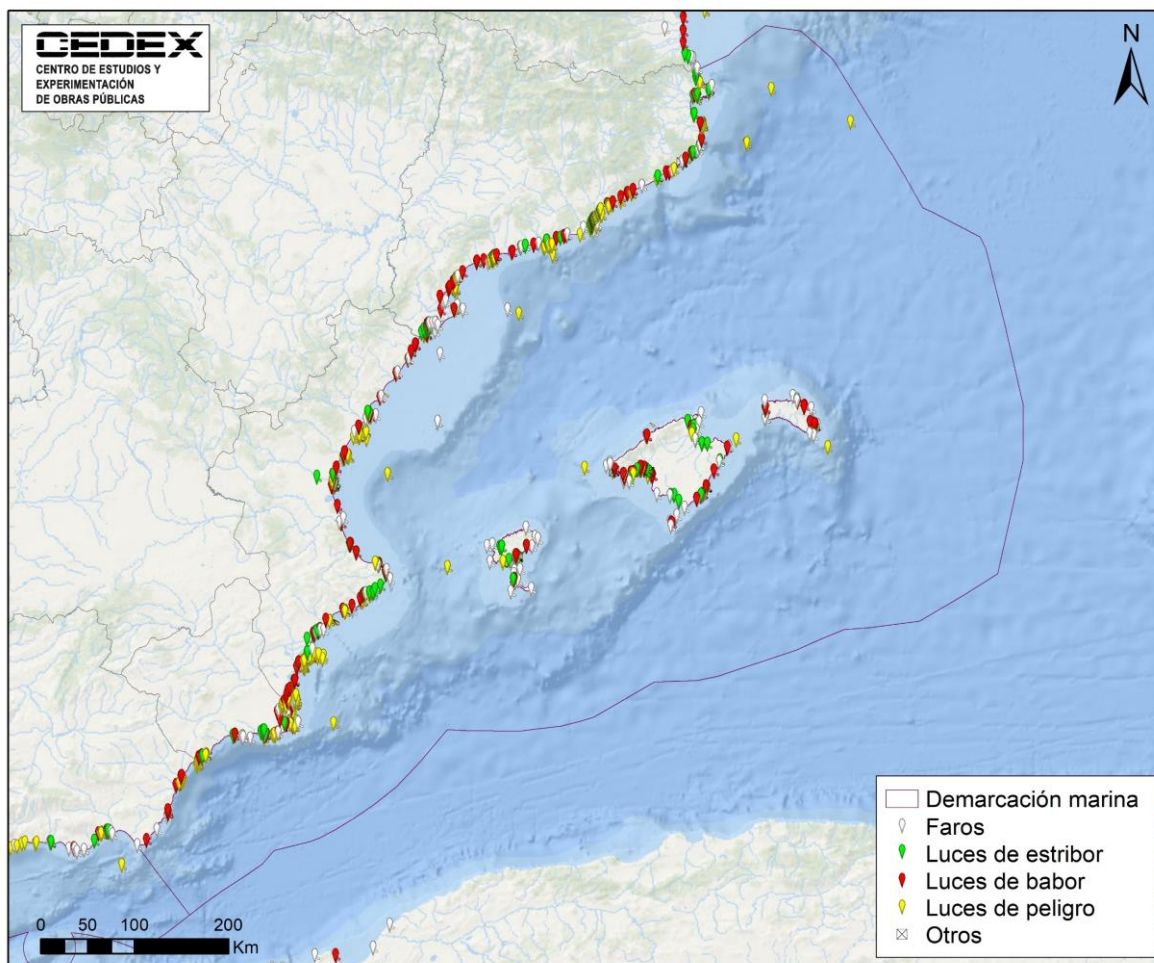 CEDEX
CENTRO DE ESTUDIOS Y
EXPERIMENTACIÓN
DE OBRAS PÚBLICAS
N
Demarcación marina
Faros
Luces de estribor
Luces de babor
Luces de peligro
Otros
0 50 100 200
Km